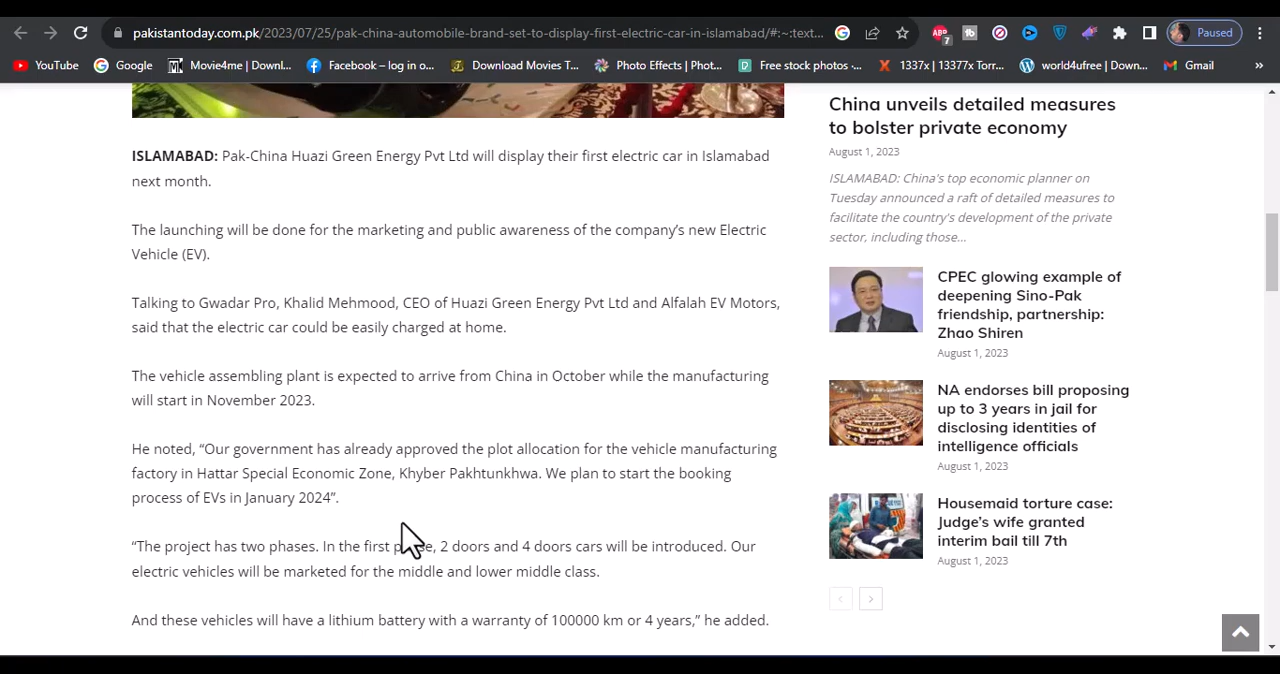 pakistantoday.com.pk/2023/07/25/pak-china-automobile-brand-set-to-display-first-electric-car-in-islamabad/#:~:text...
ABP
7
tb
Paused
YouTube
Google
Movie4me | Downl...
Facebook – log in o...
Download Movies T...
Photo Effects | Phot...
Free stock photos ·...
1337x | 13377x Torr...
world4ufree | Down...
Gmail
»
ISLAMABAD: Pak-China Huazi Green Energy Pvt Ltd will display their first electric car in Islamabad
next month.
The launching will be done for the marketing and public awareness of the company’s new Electric
Vehicle (EV).
Talking to Gwadar Pro, Khalid Mehmood, CEO of Huazi Green Energy Pvt Ltd and Alfalah EV Motors,
said that the electric car could be easily charged at home.
The vehicle assembling plant is expected to arrive from China in October while the manufacturing
will start in November 2023.
He noted, “Our government has already approved the plot allocation for the vehicle manufacturing
factory in Hattar Special Economic Zone, Khyber Pakhtunkhwa. We plan to start the booking
process of EVs in January 2024”.
“The project has two phases. In the first phase, 2 doors and 4 doors cars will be introduced. Our
electric vehicles will be marketed for the middle and lower middle class.
And these vehicles will have a lithium battery with a warranty of 100000 km or 4 years,” he added.
China unveils detailed measures
to bolster private economy
August 1, 2023
ISLAMABAD: China's top economic planner on
Tuesday announced a raft of detailed measures to
facilitate the country's development of the private
sector, including those...
CPEC glowing example of
deepening Sino-Pak
friendship, partnership:
Zhao Shiren
August 1, 2023
NA endorses bill proposing
up to 3 years in jail for
disclosing identities of
intelligence officials
August 1, 2023
Housemaid torture case:
Judge’s wife granted
interim bail till 7th
August 1, 2023